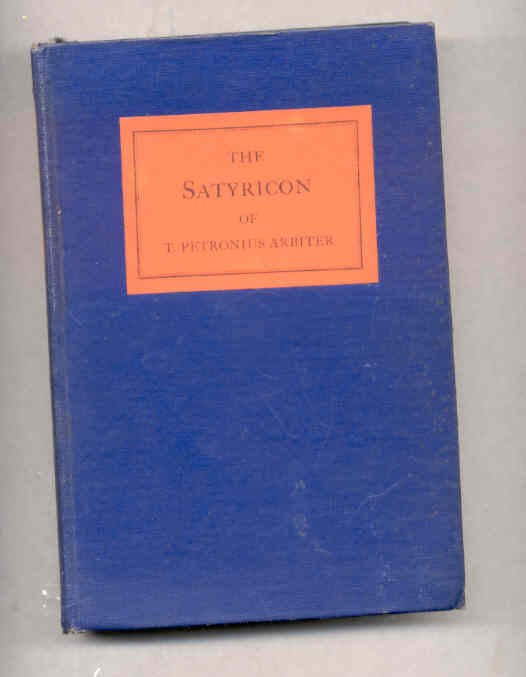 THE
SATYRICON
OF
T. PETRONIUS ARBITER